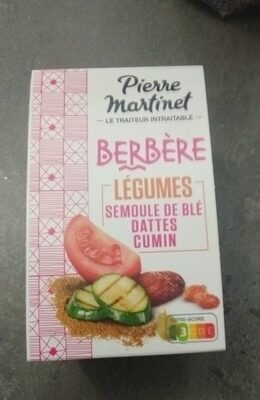 Pierre
Martinet
LE TRAITEUR INTRAITABLE
BERBÈRE
LÉGUMES
SEMOULE DE BLÉ
DATTES
CUMIN
NUTRI-SCORE
B C D E